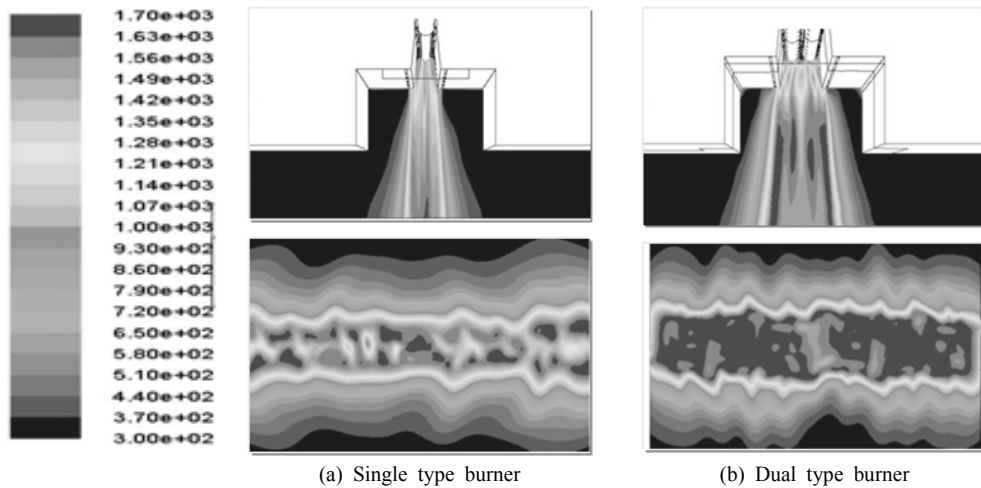 1.70e+03
1.63e+03
1.56e+03
1.49e+03
1.42e+03
1.35e+03
1.28e+03
1.21e+03
1.14e+03
1.07e+03
1.00e+03
9.30e+02
8.60e+02
7.90e+02
7.20e+02
6.50e+02
5.80e+02
5.10e+02
4.40e+02
3.70e+02
3.00e+02
(a) Single type burner
(b) Dual type burner